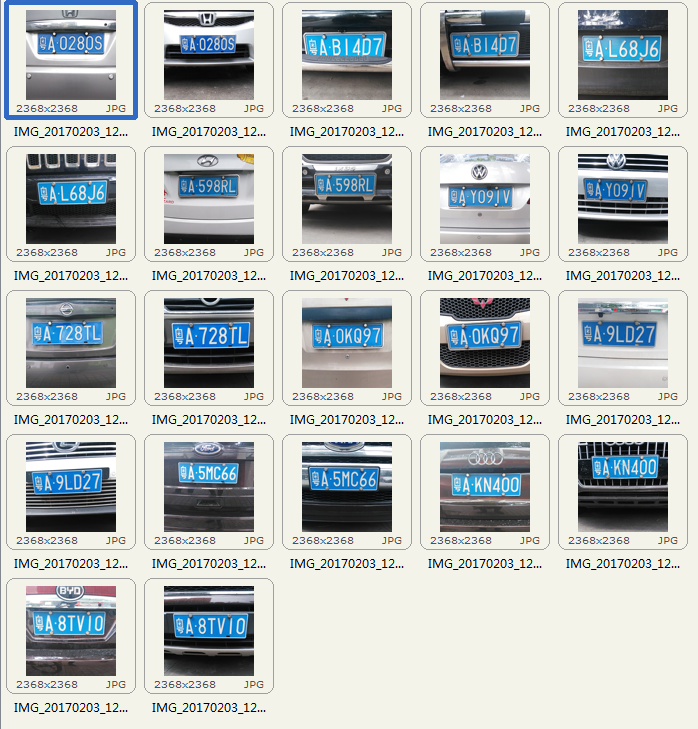 粤A·0280S 粤A·0280S 粤A·B14D7 粤A·B14D7 粤A·L68J6
2368x2368 JPG 2368x2368 JPG 2368x2368 JPG 2368x2368 JPG 2368x2368 JPG
IMG_20170203_12... IMG_20170203_12... IMG_20170203_12... IMG_20170203_12... IMG_20170203_12...
粤A·L68J6 粤A·598RL 粤A·598RL 粤A·Y091V 粤A·Y091V
2368x2368 JPG 2368x2368 JPG 2368x2368 JPG 2368x2368 JPG 2368x2368 JPG
IMG_20170203_12... IMG_20170203_12... IMG_20170203_12... IMG_20170203_12... IMG_20170203_12...
粤A·728TL 粤A·728TL 粤A·0KQ97 粤A·0KQ97 粤A·9LD27
2368x2368 JPG 2368x2368 JPG 2368x2368 JPG 2368x2368 JPG 2368x2368 JPG
IMG_20170203_12... IMG_20170203_12... IMG_20170203_12... IMG_20170203_12... IMG_20170203_12...
Ford
粤A·9LD27 粤A·5MC66 粤A·5MC66 粤A·KN400 粤A·KN400
2368x2368 JPG 2368x2368 JPG 2368x2368 JPG 2368x2368 JPG 2368x2368 JPG
IMG_20170203_12... IMG_20170203_12... IMG_20170203_12... IMG_20170203_12... IMG_20170203_12...
BYD
粤A·8TV10 粤A·8TV10
2368x2368 JPG 2368x2368 JPG
IMG_20170203_12... IMG_20170203_12...